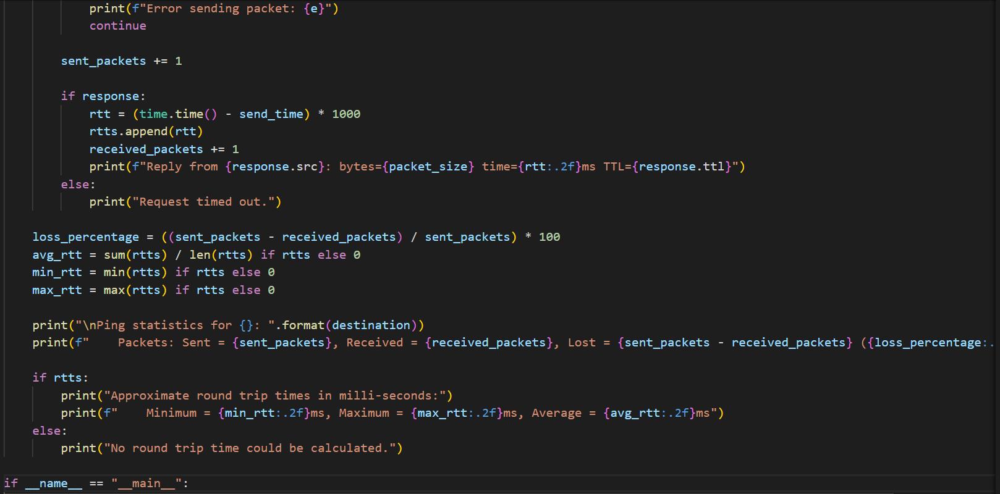 print(f"Error sending packet: {e}")
            continue

        sent_packets += 1

        if response:
            rtt = (time.time() - send_time) * 1000
            rtts.append(rtt)
            received_packets += 1
            print(f"Reply from {response.src}: bytes={packet_size} time={rtt:.2f}ms TTL={response.ttl}")
        else:
            print("Request timed out.")

    loss_percentage = ((sent_packets - received_packets) / sent_packets) * 100
    avg_rtt = sum(rtts) / len(rtts) if rtts else 0
    min_rtt = min(rtts) if rtts else 0
    max_rtt = max(rtts) if rtts else 0

    print("\nPing statistics for {}: ".format(destination))
    print(f"    Packets: Sent = {sent_packets}, Received = {received_packets}, Lost = {sent_packets - received_packets} ({loss_percentage:.

    if rtts:
        print("Approximate round trip times in milli-seconds:")
        print(f"    Minimum = {min_rtt:.2f}ms, Maximum = {max_rtt:.2f}ms, Average = {avg_rtt:.2f}ms")
    else:
        print("No round trip time could be calculated.")

if __name__ == "__main__":